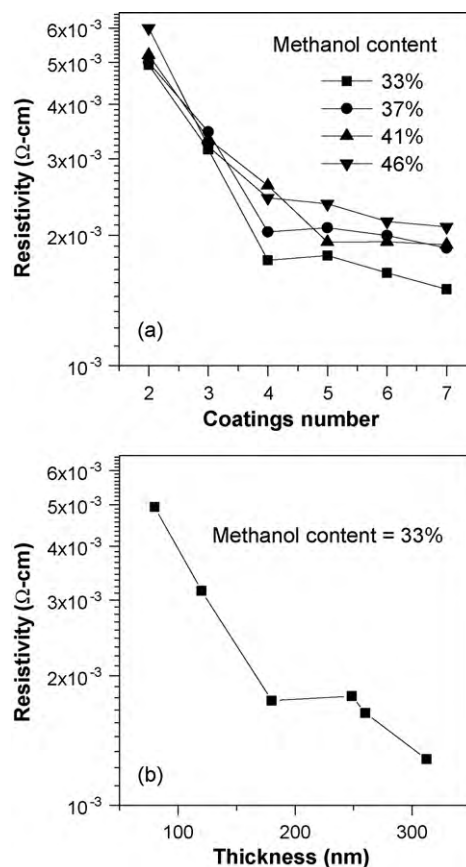 6x10⁻³
5x10⁻³
4x10⁻³
3x10⁻³
2x10⁻³
10⁻³
Resistivity (Ω-cm)
Methanol content
33%
37%
41%
46%
(a)
2 3 4 5 6 7
Coatings number
6x10⁻³
5x10⁻³
4x10⁻³
3x10⁻³
2x10⁻³
10⁻³
Resistivity (Ω-cm)
Methanol content = 33%
(b)
100 200 300
Thickness (nm)